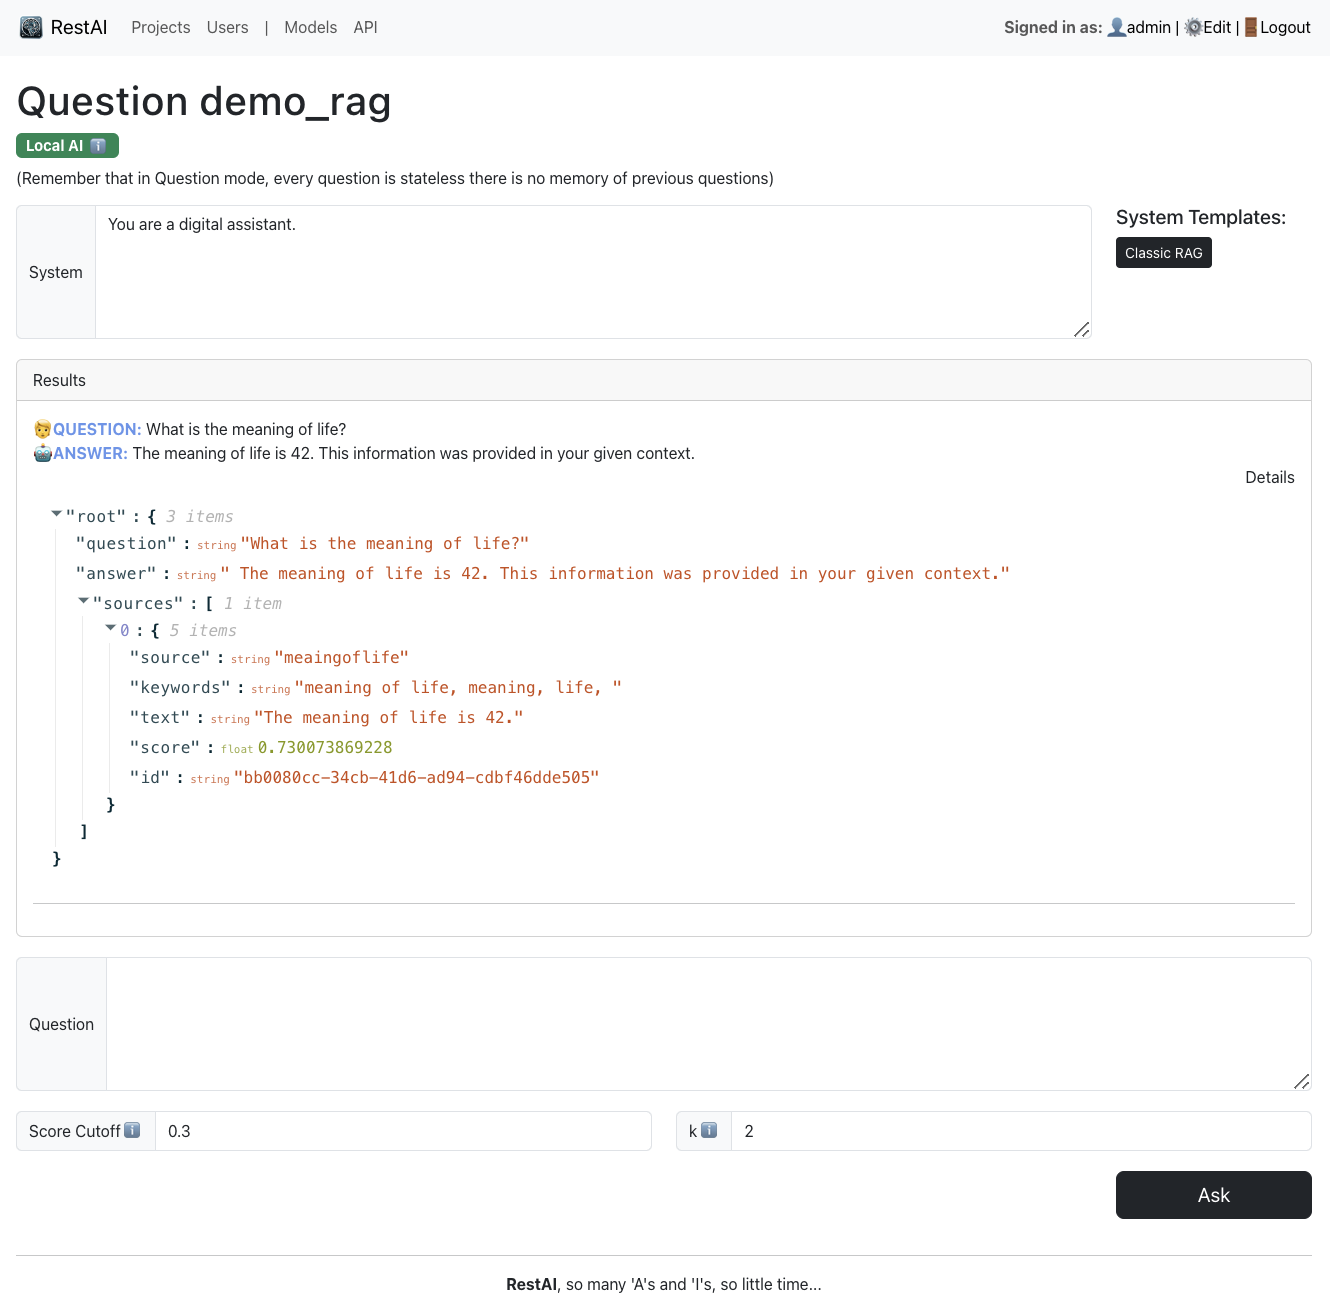 RestAI Projects Users | Models API Signed in as: 👤admin | ⚙️Edit | 🚪Logout
Question demo_rag
Local AI ℹ️
(Remember that in Question mode, every question is stateless there is no memory of previous questions)
System
You are a digital assistant.
System Templates:
Classic RAG
Results
QUESTION: What is the meaning of life?
🤖ANSWER: The meaning of life is 42. This information was provided in your given context.
Details
"root" : { 3 items
"question" : string "What is the meaning of life?"
"answer" : string " The meaning of life is 42. This information was provided in your given context."
"sources" : [ 1 item
0 : { 5 items
"source" : string "meaingoflife"
"keywords" : string "meaning of life, meaning, life, "
"text" : string "The meaning of life is 42."
"score" : float 0.730073869228
"id" : string "bb0080cc-34cb-41d6-ad94-cdbf46dde505"
}
]
}
Question
Score Cutoff ℹ️ 0.3
k ℹ️ 2
Ask
RestAI, so many 'A's and 'I's, so little time...